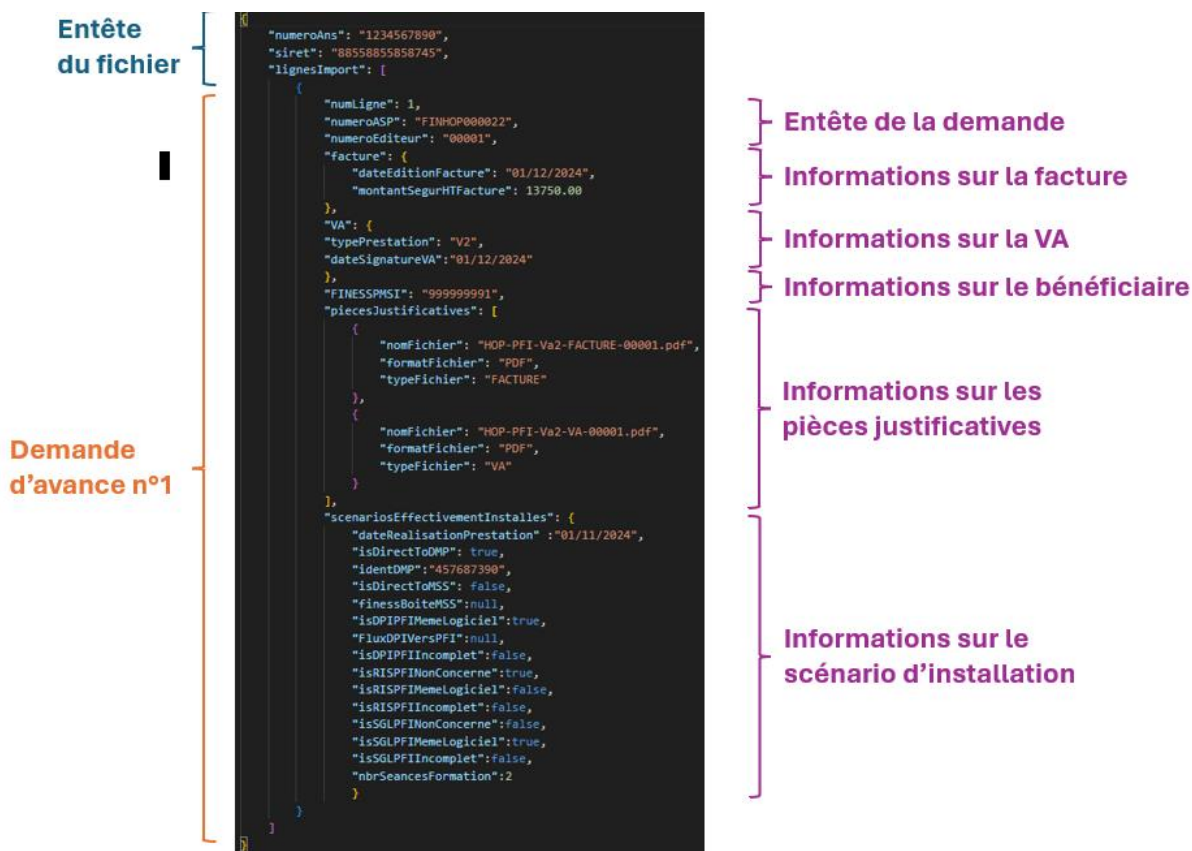 Entête
du fichier
{
"numeroAns": "1234567890",
"siret": "88558855858745",
"lignesImport": [
{
"numLigne": 1,
"numeroASP": "FINHOP000022",
"numeroEditeur": "00001",
"facture": {
"dateEditionFacture": "01/12/2024",
"montantSegurHTFacture": 13750.00
},
"VA": {
"typePrestation": "V2",
"dateSignatureVA":"01/12/2024"
},
"FINESSPMSI": "999999991",
"piecesJustificatives": [
{
"nomFichier": "HOP-PFI-Va2-FACTURE-00001.pdf",
"formatFichier": "PDF",
"typeFichier": "FACTURE"
},
{
"nomFichier": "HOP-PFI-Va2-VA-00001.pdf",
"formatFichier": "PDF",
"typeFichier": "VA"
}
],
"scenariosEffectivementInstalles": {
"dateRealisationPrestation" :"01/11/2024",
"isDirectToDMP": true,
"identDMP":"457687390",
"isDirectToMSS": false,
"finessBoiteMSS":null,
"isDPIPFIMemeLogiciel":true,
"FluxDPIVersPFI":null,
"isDPIPFIIncomplet":false,
"isRISPFINonConcerne":true,
"isRISPFIMemeLogiciel":false,
"isRISPFIIncomplet":false,
"isSGLPFINonConcerne":false,
"isSGLPFIMemeLogiciel":true,
"isSGLPFIIncomplet":false,
"nbrSeancesFormation":2
}
}
]
}
Demande
d'avance n°1
Entête de la demande
Informations sur la facture
Informations sur la VA
Informations sur le bénéficiaire
Informations sur les
pièces justificatives
Informations sur le
scénario d'installation